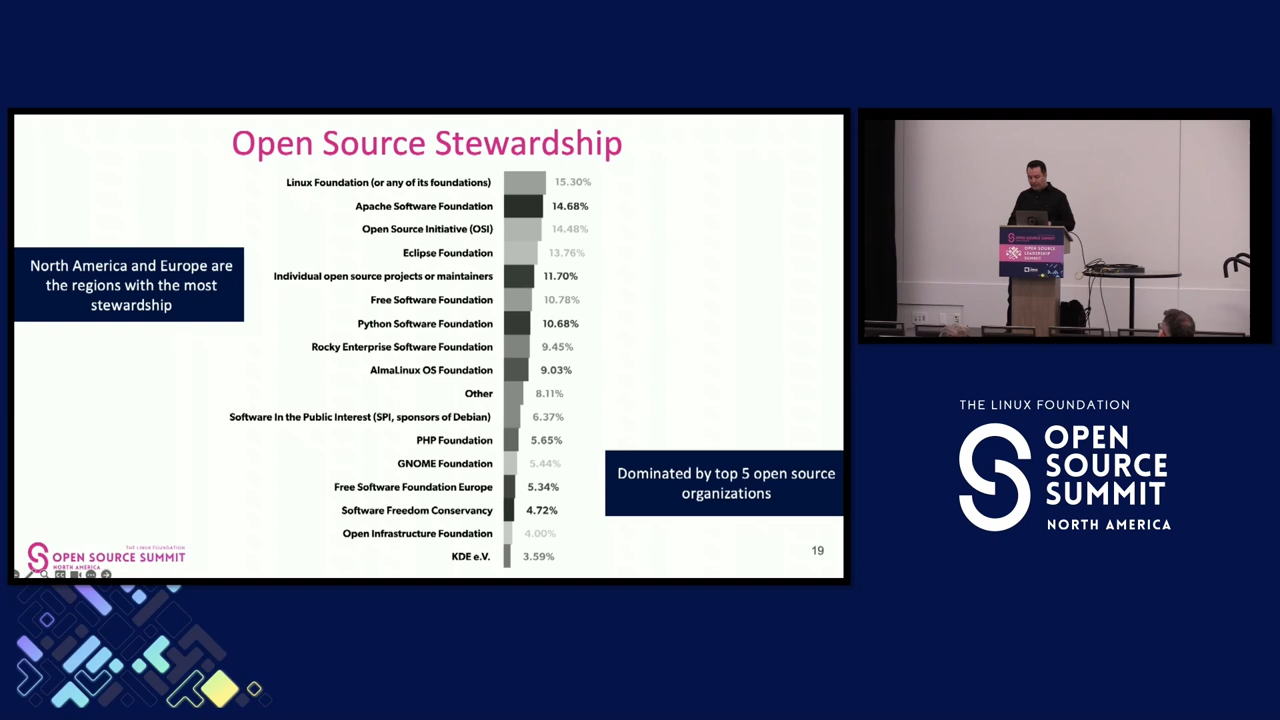 Open Source Stewardship
Linux Foundation (or any of its foundations) 15.30%
Apache Software Foundation 14.68%
Open Source Initiative (OSI) 14.48%
Eclipse Foundation 13.76%
Individual open source projects or maintainers 11.70%
Free Software Foundation 10.78%
Python Software Foundation 10.68%
Rocky Enterprise Software Foundation 9.45%
AlmaLinux OS Foundation 9.03%
Other 8.11%
Software In the Public Interest (SPI, sponsors of Debian) 6.37%
PHP Foundation 5.65%
GNOME Foundation 5.44%
Free Software Foundation Europe 5.34%
Software Freedom Conservancy 4.72%
Open Infrastructure Foundation 4.00%
KDE e.V. 3.59%
North America and Europe are
the regions with the most
stewardship
Dominated by top 5 open source
organizations
THE LINUX FOUNDATION
OPEN SOURCE SUMMIT
NORTH AMERICA
19
OPEN SOURCE
LEADERSHIP
SUMMIT
THE LINUX FOUNDATION
OPEN
SOURCE
SUMMIT
NORTH AMERICA